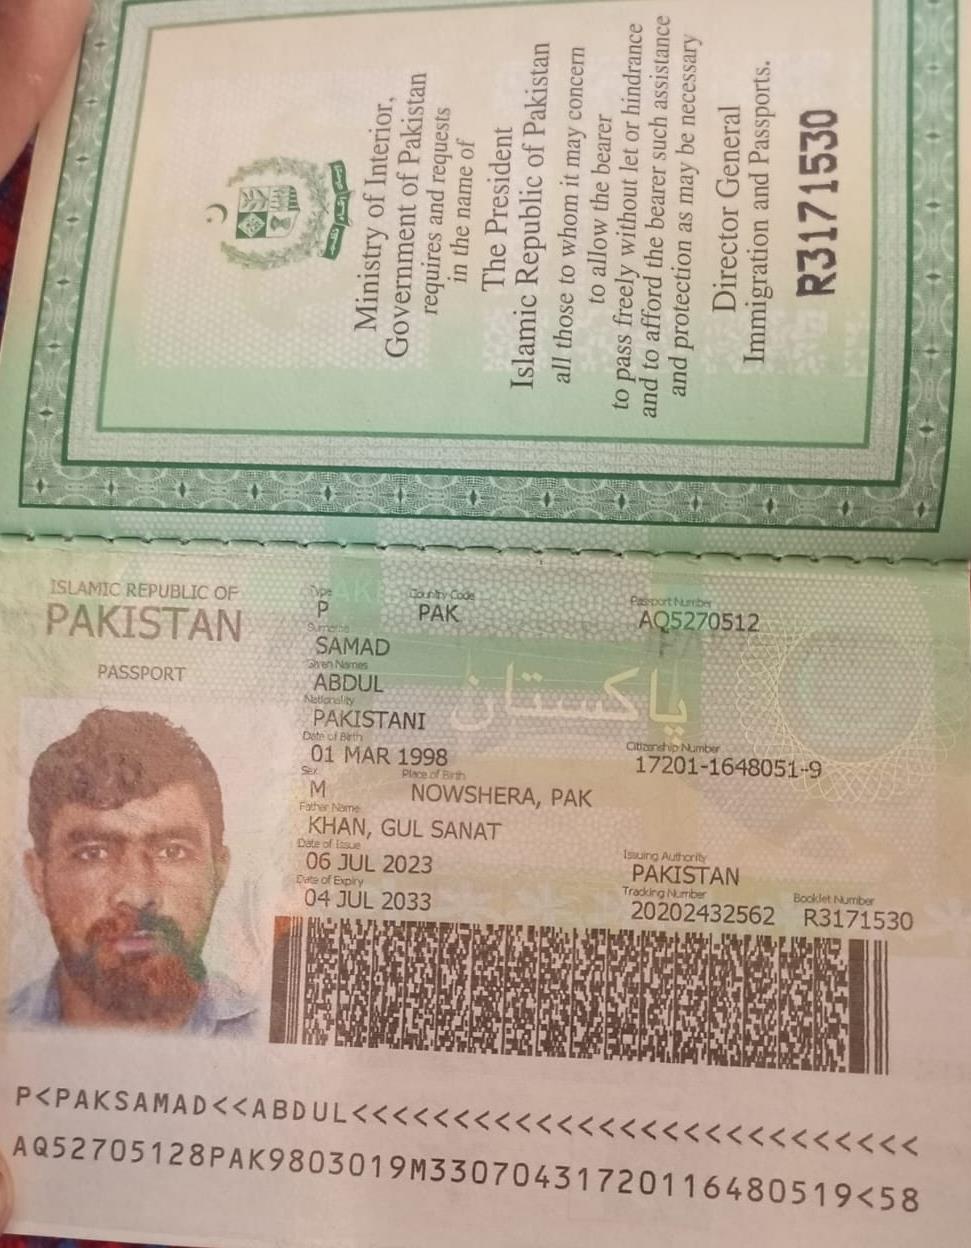 Ministry of Interior,
Government of Pakistan
requires and requests
in the name of
The President
Islamic Republic of Pakistan
all those to whom it may concern
to allow the bearer
to pass freely without let or hindrance
and to afford the bearer such assistance
and protection as may be necessary
Director General
Immigration and Passports.
R3171530
ISLAMIC REPUBLIC OF
PAKISTAN
PASSPORT
Type Country Code Passport Number
P PAK AQ5270512
Surname
SAMAD
Given Names
ABDUL
پاکستان
Nationality
PAKISTANI
Date of Birth Citizenship Number
01 MAR 1998 17201-1648051-9
Sex Place of Birth
M NOWSHERA, PAK
Father Name
KHAN, GUL SANAT
Date of Issue Issuing Authority
06 JUL 2023 PAKISTAN
Date of Expiry Tracking Number Booklet Number
04 JUL 2033 20202432562 R3171530
P<PAKSAMAD<<ABDUL<<<<<<<<<<<<<<<<<<<<<<<<<<<
AQ52705128PAK9803019M3307043172011648051​9<58